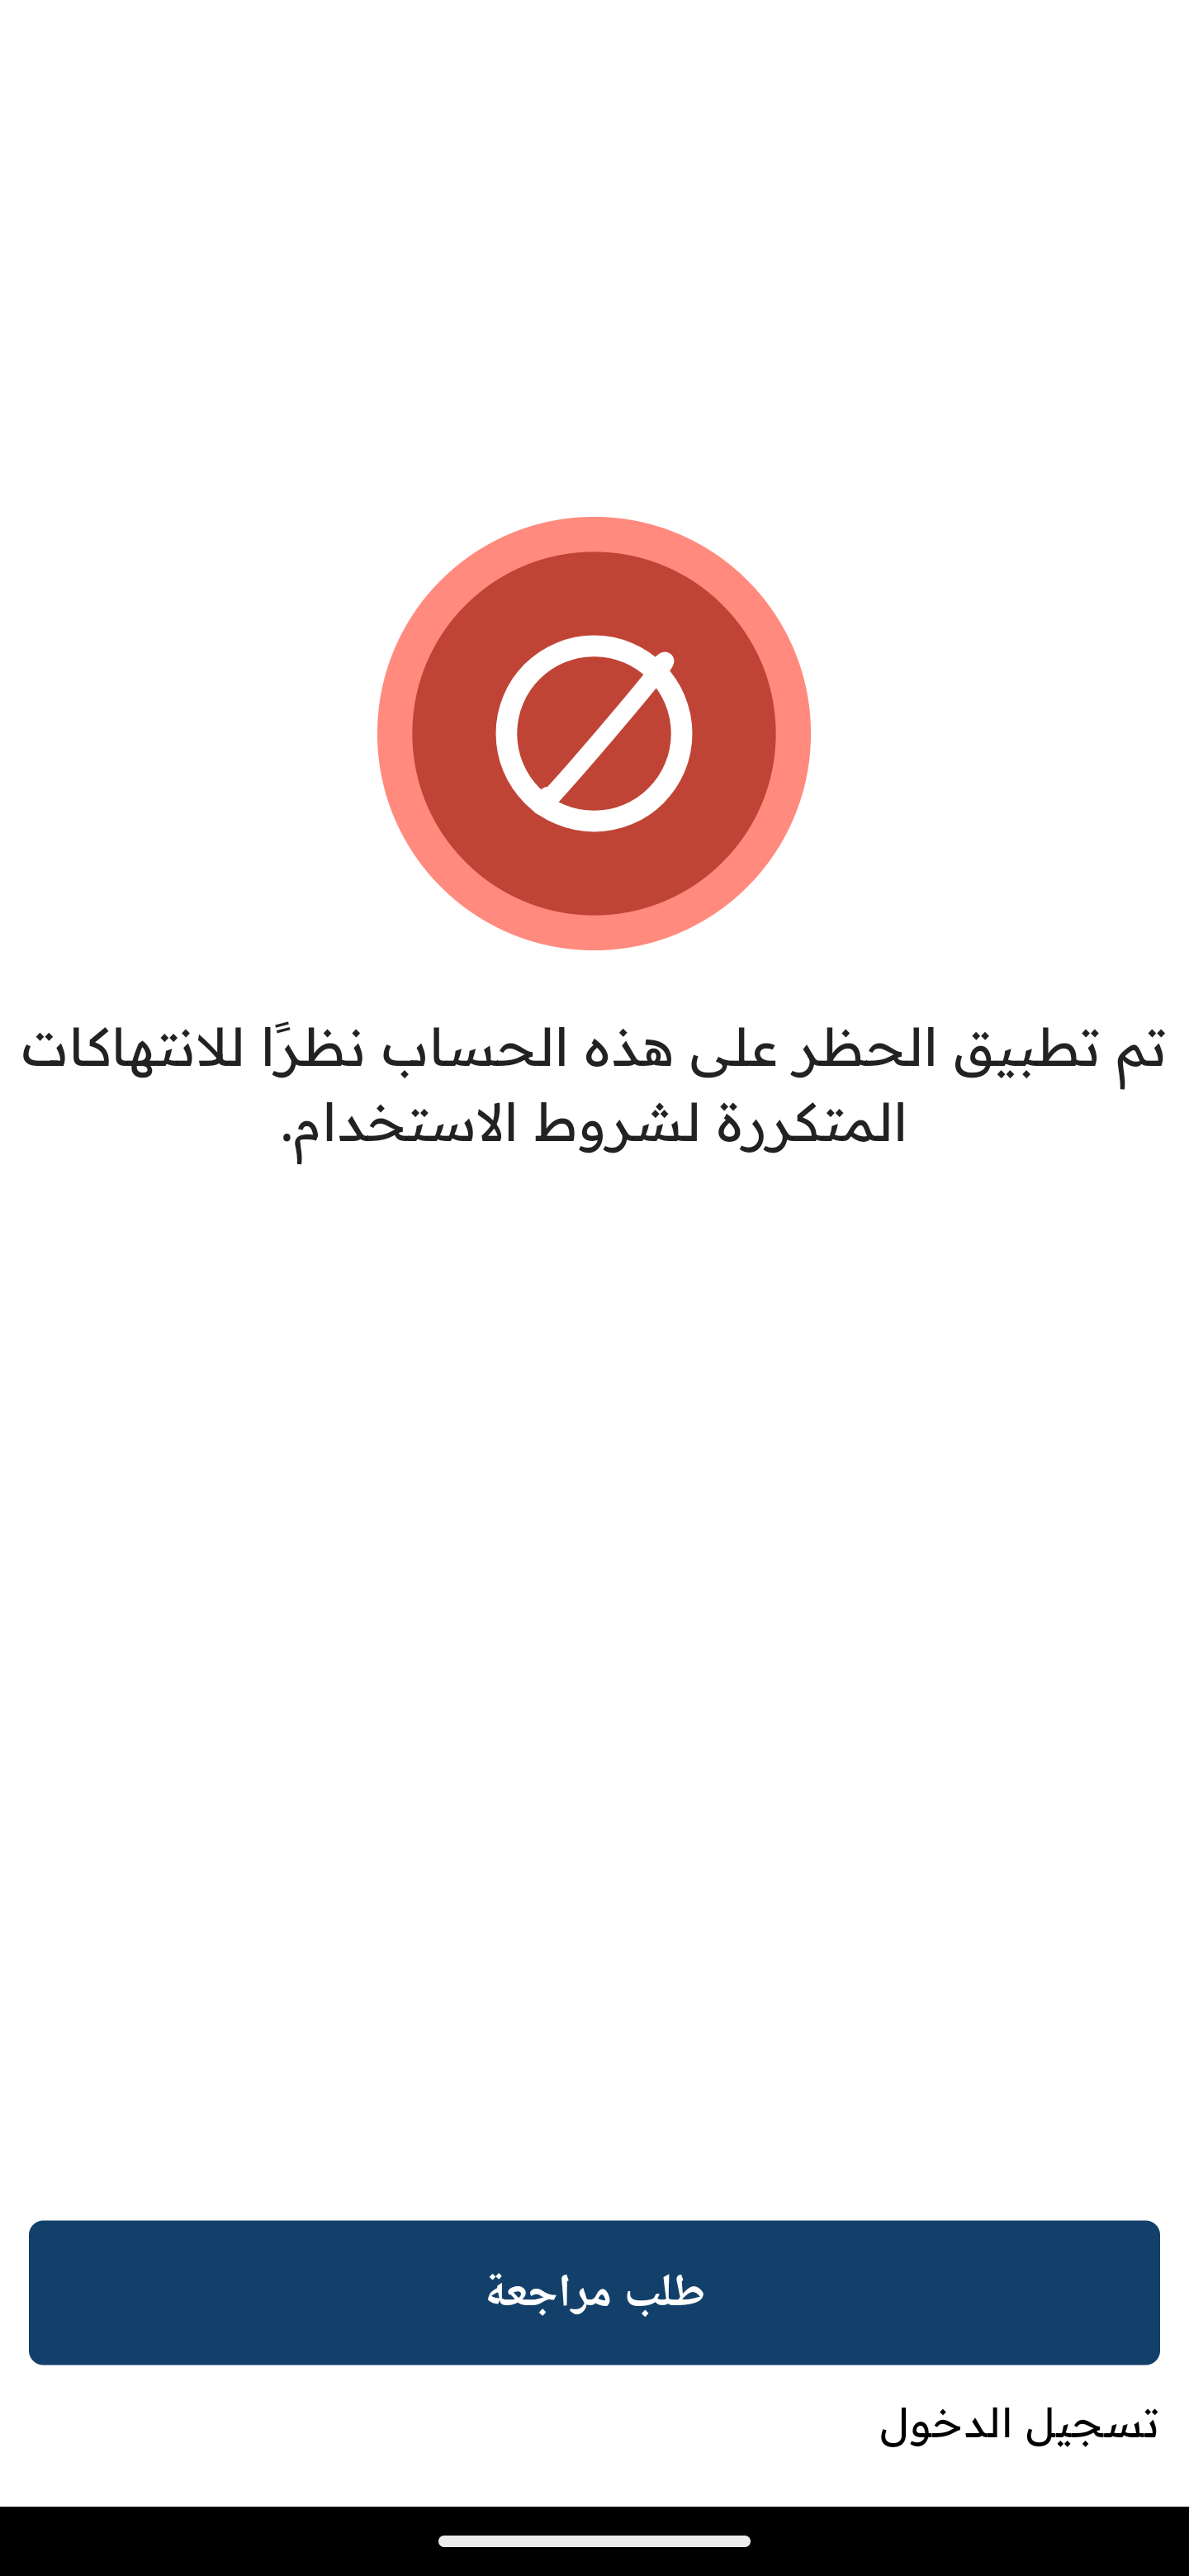 تم تطبيق الحظر على هذه الحساب نظرًا للانتهاكات
المتكررة لشروط الاستخدام.
طلب مراجعة
تسجيل الدخول